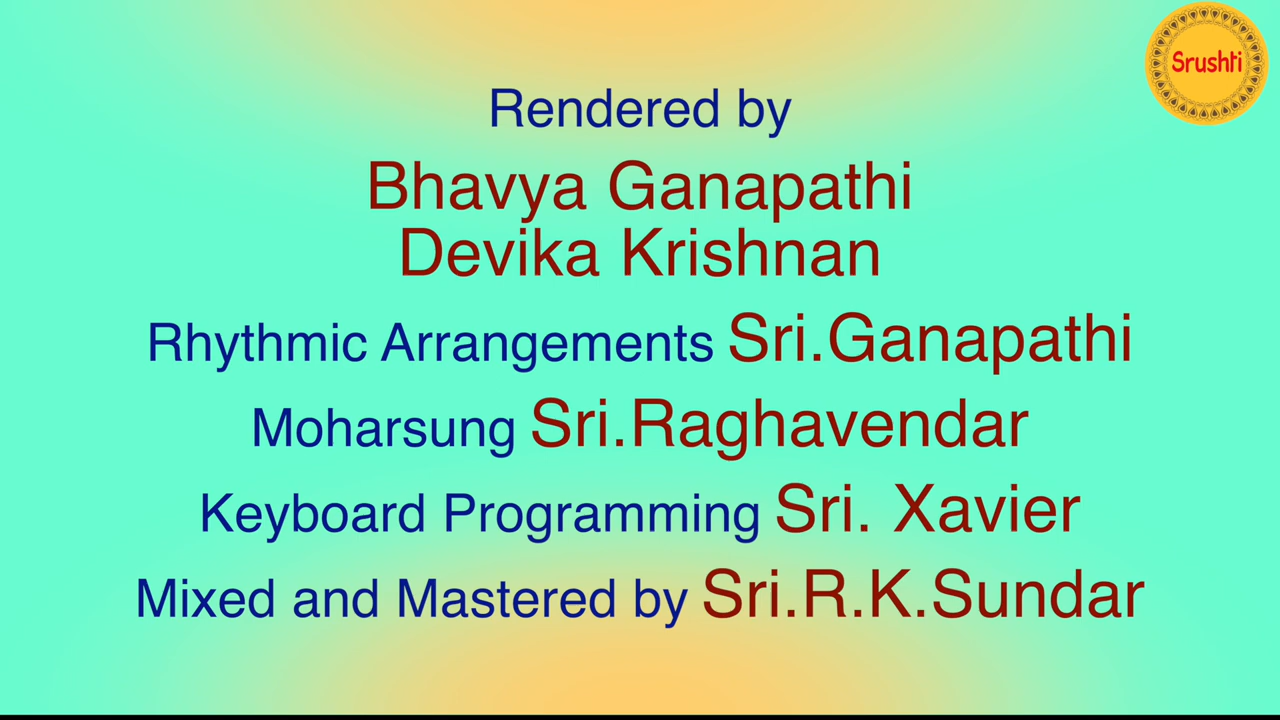 Srushti
Rendered by
Bhavya Ganapathi
Devika Krishnan
Rhythmic Arrangements Sri.Ganapathi
Moharsung Sri.Raghavendar
Keyboard Programming Sri. Xavier
Mixed and Mastered by Sri.R.K.Sundar